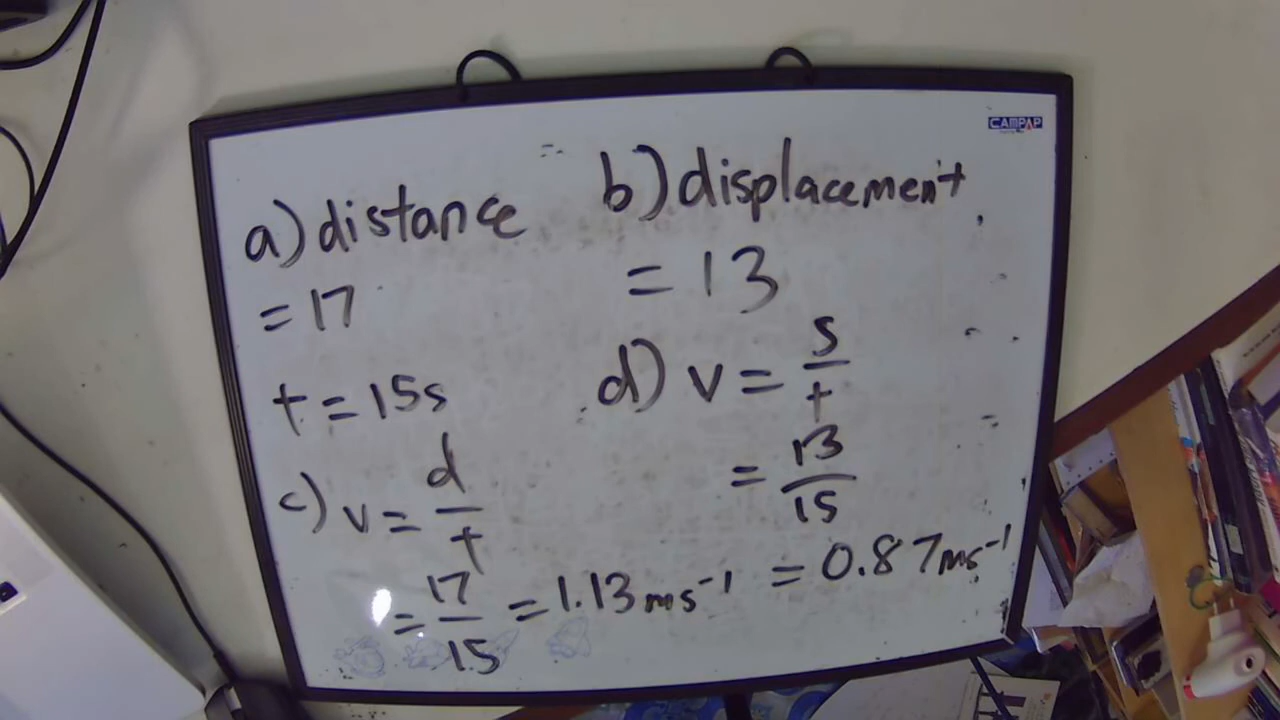 CAMPAP
a) distance
= 17
t = 15s
c) v = d/t
= 17/15 = 1.13 ms⁻¹
b) displacement
= 13
d) v = s/t
= 13/15
= 0.87 ms⁻¹